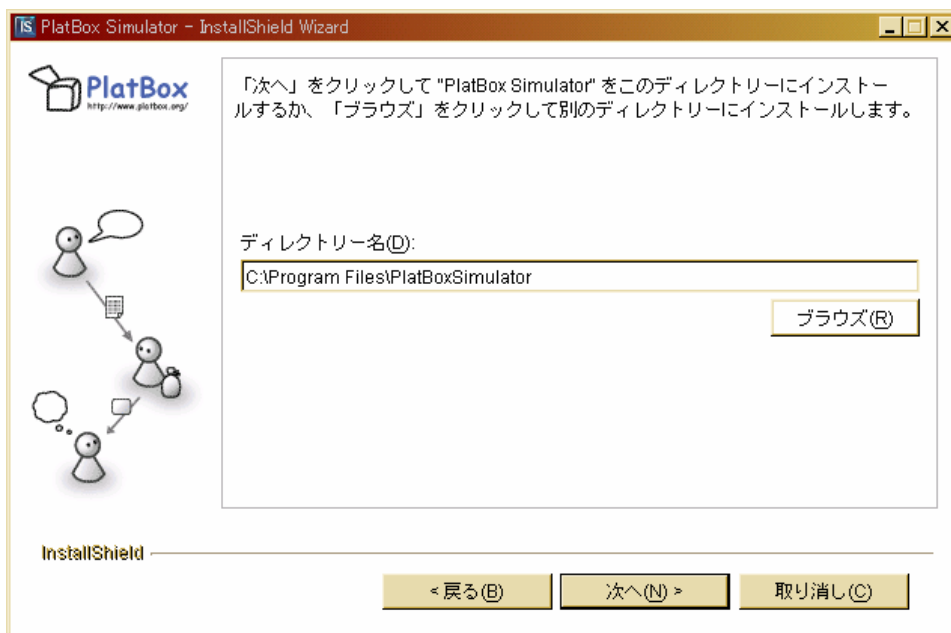 PlatBox Simulator - InstallShield Wizard
PlatBox
http://www.platbox.org/
「次へ」をクリックして "PlatBox Simulator" をこのディレクトリーにインストー
ルするか、「ブラウズ」をクリックして別のディレクトリーにインストールします。
ディレクトリー名(D):
C:\Program Files\PlatBoxSimulator
ブラウズ(R)
InstallShield
< 戻る(B)
次へ(N) >
取り消し(C)